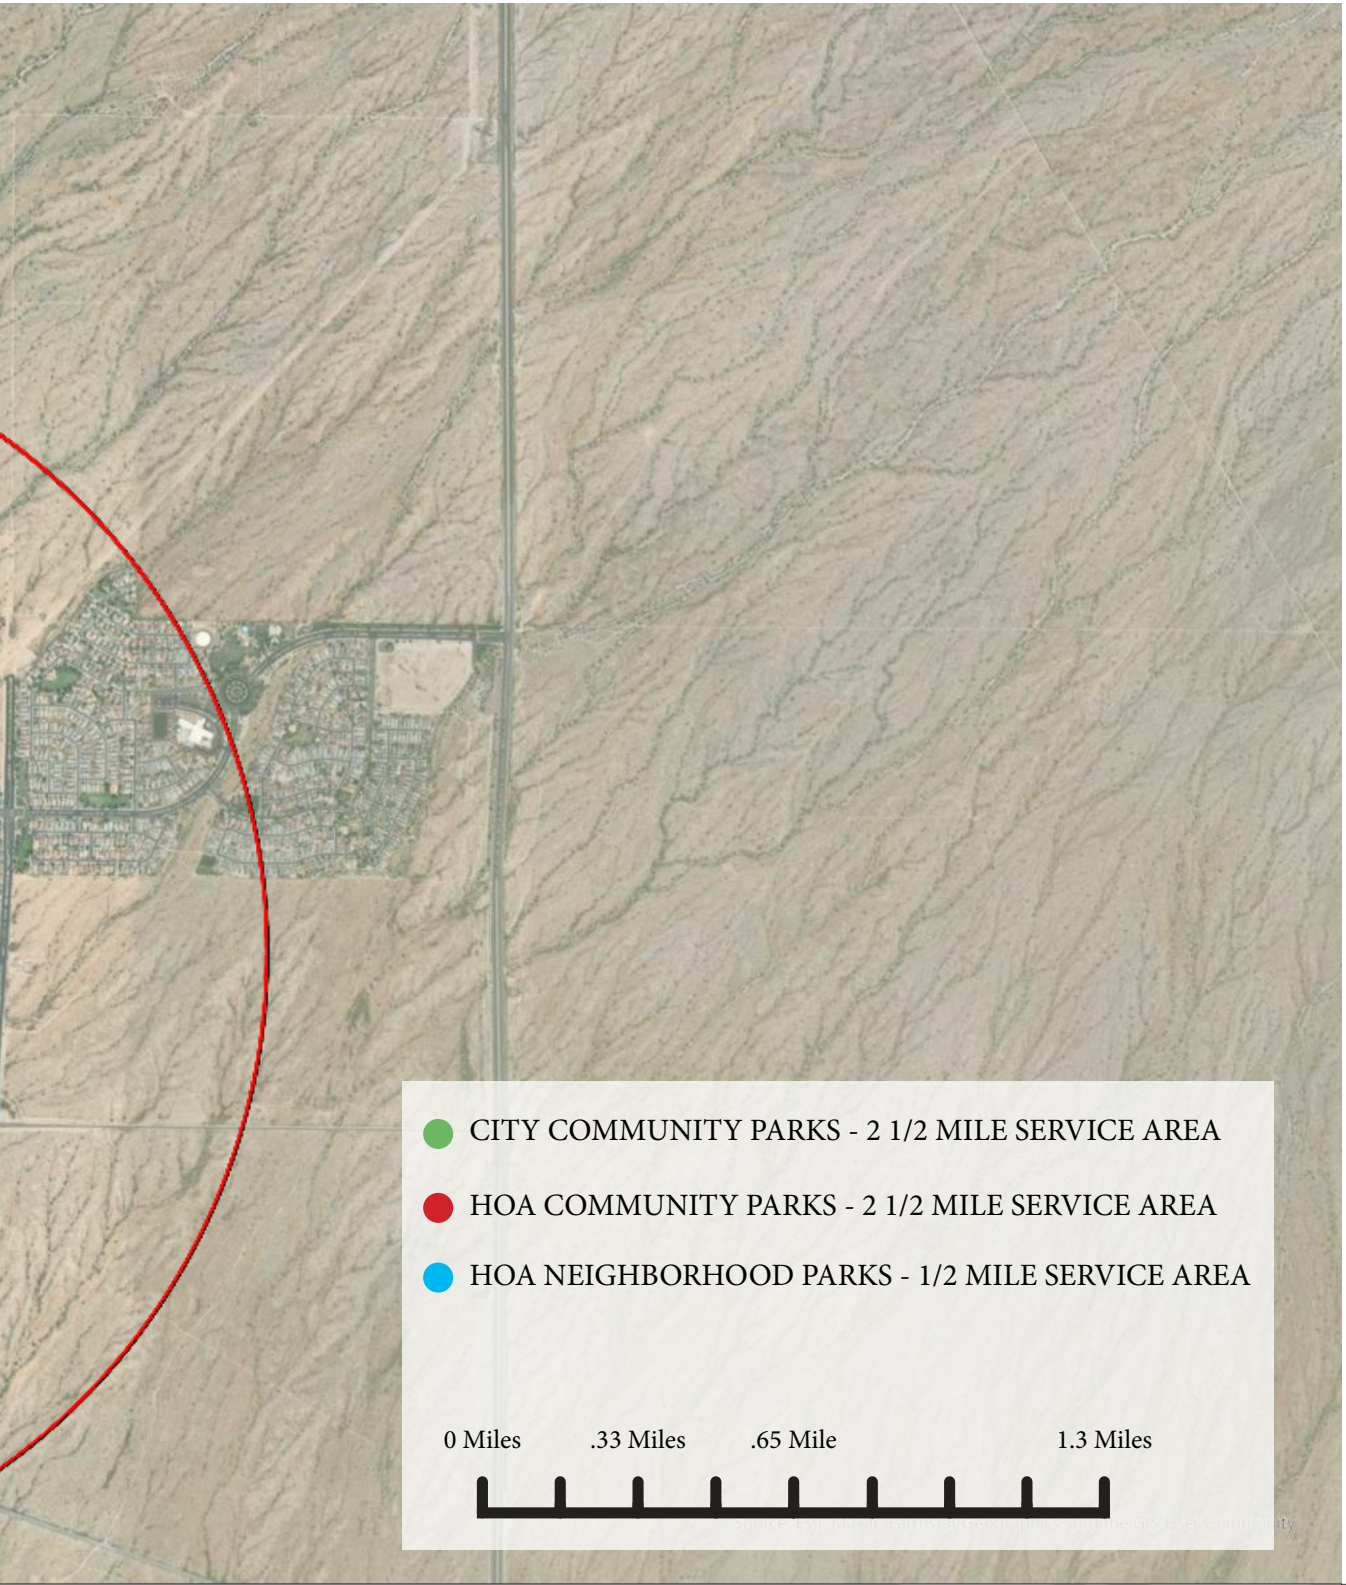 CITY COMMUNITY PARKS - 2 1/2 MILE SERVICE AREA
HOA COMMUNITY PARKS - 2 1/2 MILE SERVICE AREA
HOA NEIGHBORHOOD PARKS - 1/2 MILE SERVICE AREA
0 Miles .33 Miles .65 Mile 1.3 Miles